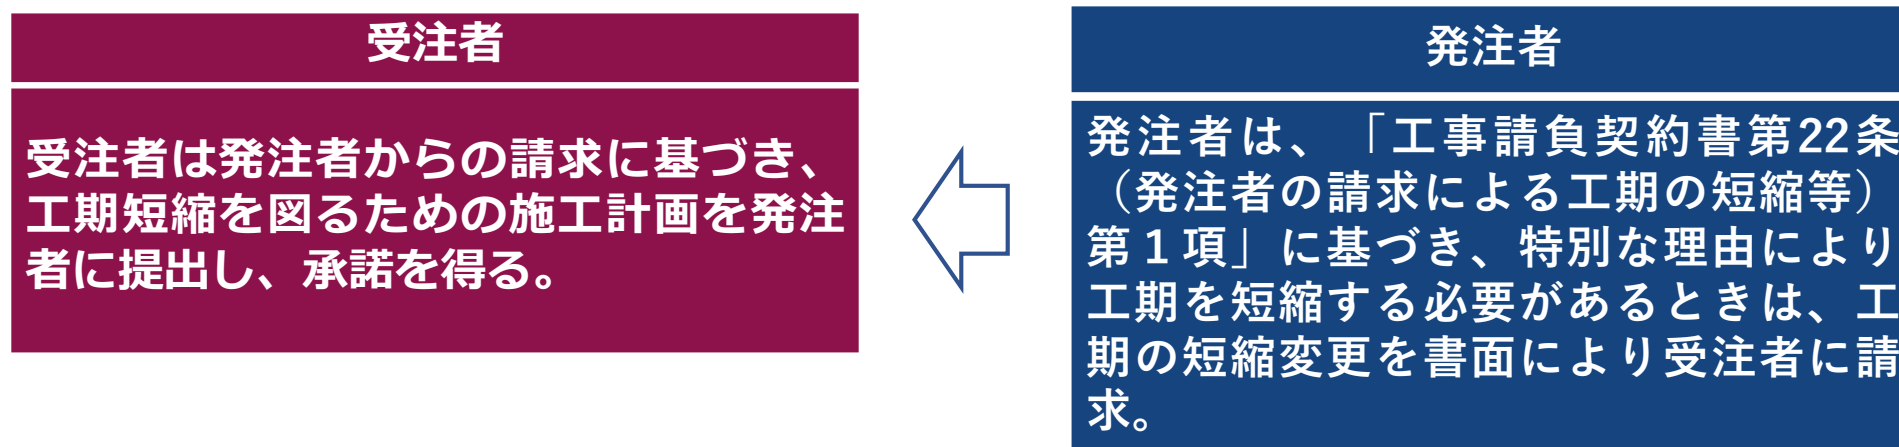 受注者
受注者は発注者からの請求に基づき、
工期短縮を図るための施工計画を発注
者に提出し、承諾を得る。
発注者
発注者は、「工事請負契約書第22条
（発注者の請求による工期の短縮等）
第１項」に基づき、特別な理由により
工期を短縮する必要があるときは、工
期の短縮変更を書面により受注者に請
求。